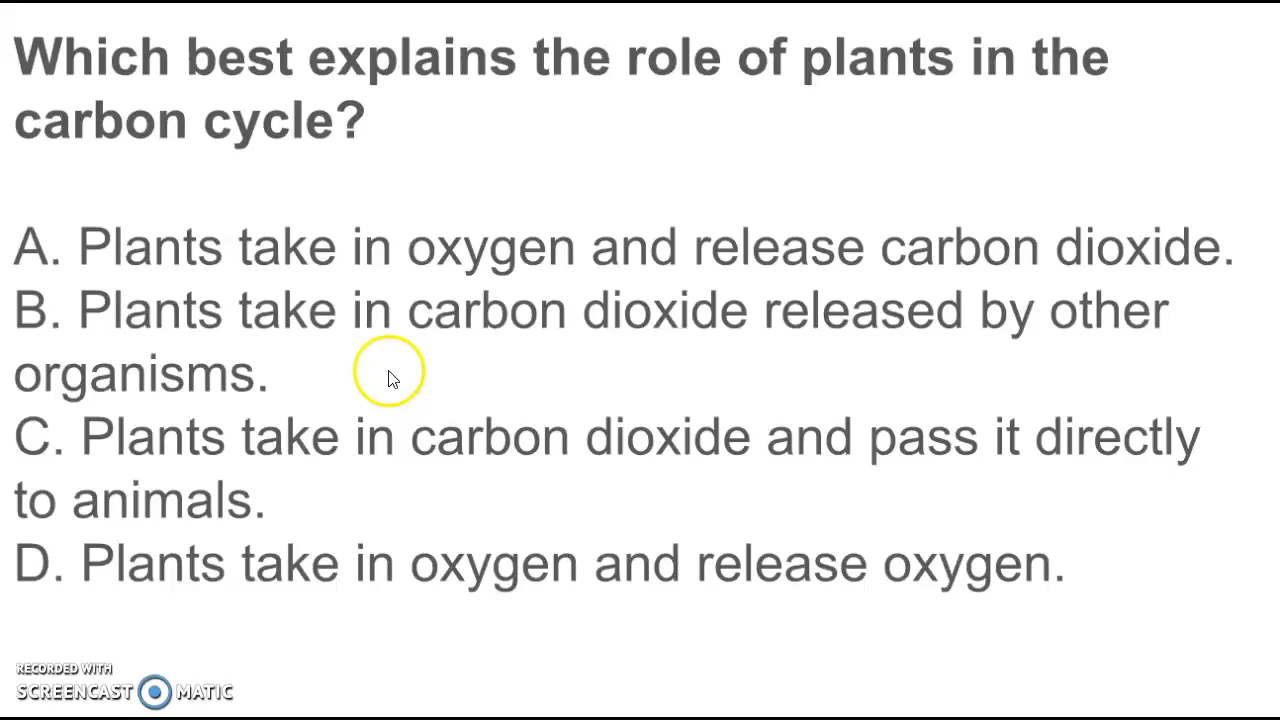 Which best explains the role of plants in the
carbon cycle?
A. Plants take in oxygen and release carbon dioxide.
B. Plants take in carbon dioxide released by other
organisms.
C. Plants take in carbon dioxide and pass it directly
to animals.
D. Plants take in oxygen and release oxygen.
RECORDED WITH
SCREENCAST MATIC